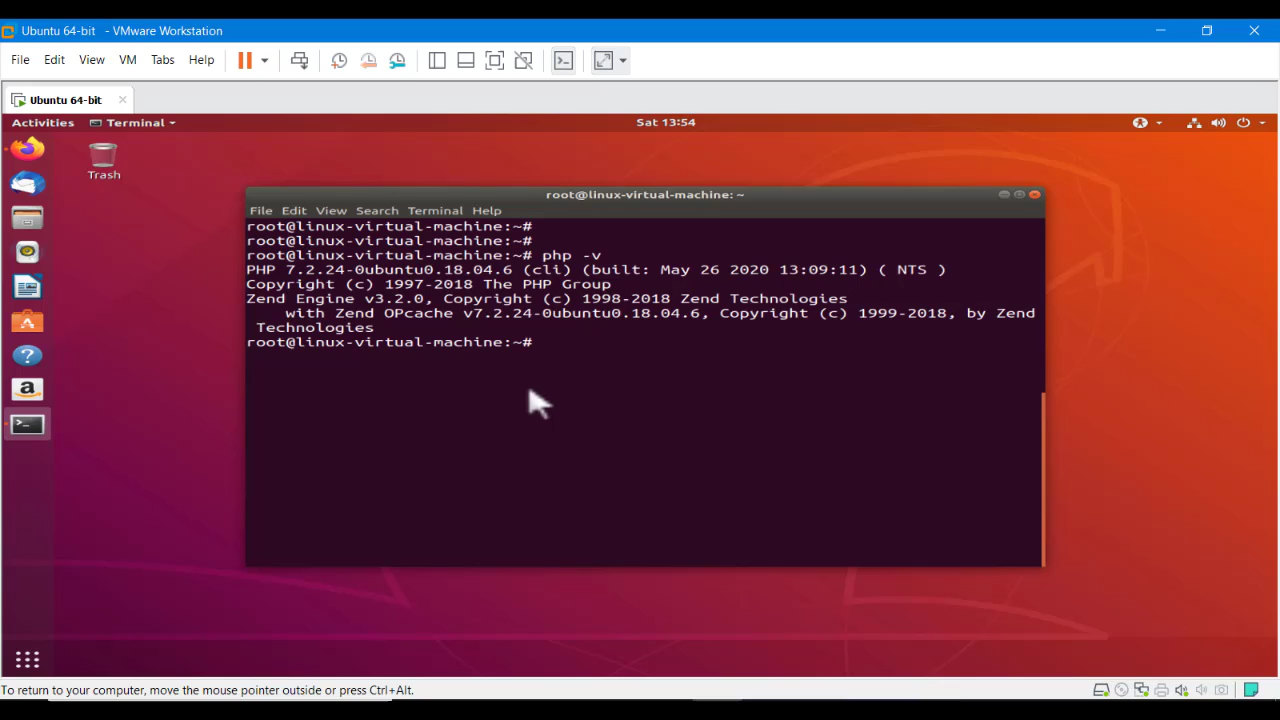 Ubuntu 64-bit - VMware Workstation
File Edit View VM Tabs Help
Ubuntu 64-bit
Activities Terminal Sat 13:54
Trash
root@linux-virtual-machine: ~
File Edit View Search Terminal Help
root@linux-virtual-machine:~#
root@linux-virtual-machine:~#
root@linux-virtual-machine:~# php -v
PHP 7.2.24-0ubuntu0.18.04.6 (cli) (built: May 26 2020 13:09:11) ( NTS )
Copyright (c) 1997-2018 The PHP Group
Zend Engine v3.2.0, Copyright (c) 1998-2018 Zend Technologies
with Zend OPcache v7.2.24-0ubuntu0.18.04.6, Copyright (c) 1999-2018, by Zend
Technologies
root@linux-virtual-machine:~#
To return to your computer, move the mouse pointer outside or press Ctrl+Alt.